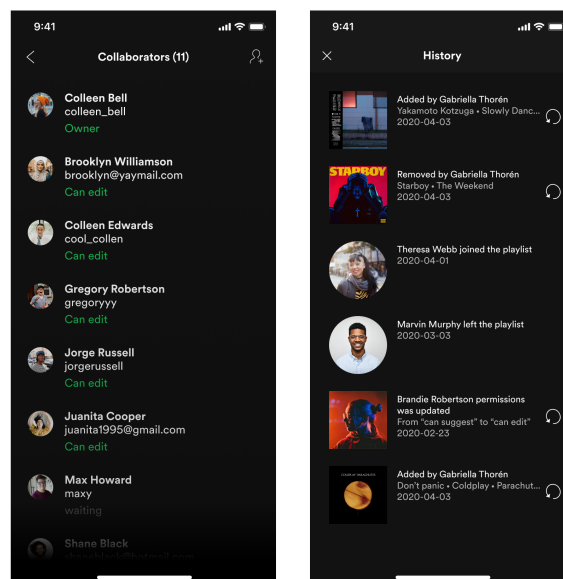 9:41
Collaborators (11)
Colleen Bell
colleen_bell
Owner
Brooklyn Williamson
brooklyn@yaymail.com
Can edit
Colleen Edwards
cool_collen
Can edit
Gregory Robertson
gregoryyy
Can edit
Jorge Russell
jorgerussell
Can edit
Juanita Cooper
juanita1995@gmail.com
Can edit
Max Howard
maxy
waiting
Shane Black
9:41
History
Added by Gabriella Thorén
Yakamoto Kotzuga • Slowly Danc...
2020-04-03
STARBOY
Removed by Gabriella Thorén
Starboy • The Weekend
2020-04-03
Theresa Webb joined the playlist
2020-04-01
Marvin Murphy left the playlist
2020-03-03
Brandie Robertson permissions
was updated
From “can suggest” to “can edit”
2020-02-23
Added by Gabriella Thorén
Don't panic • Coldplay • Parachut...
2020-04-03